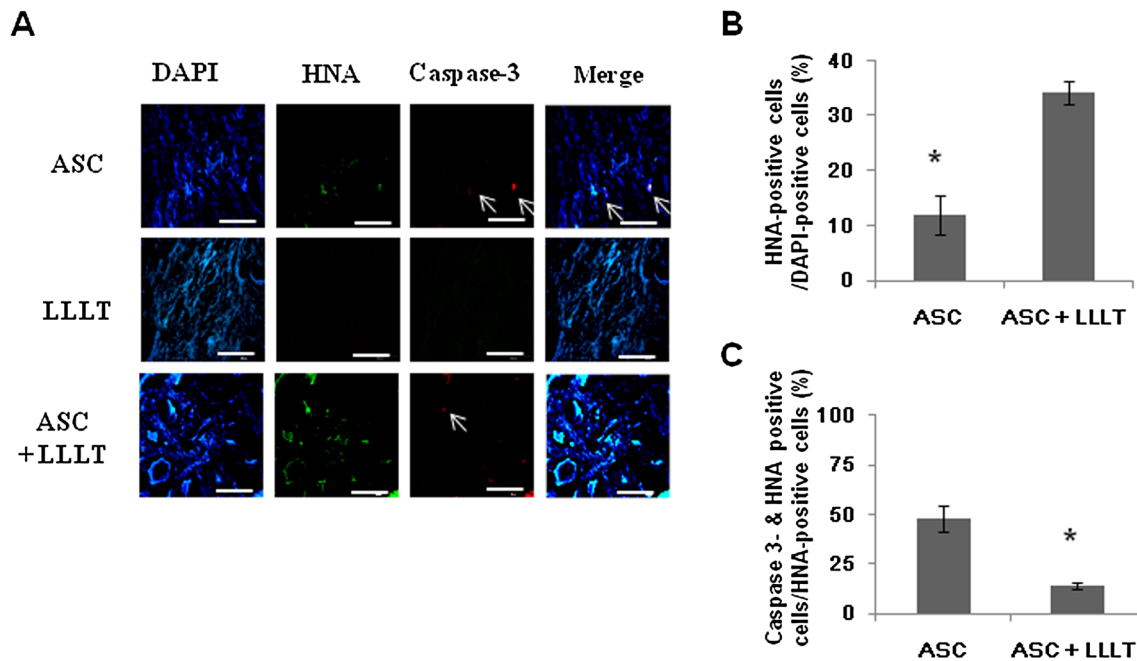 A
DAPI HNA Caspase-3 Merge
ASC
LLLT
ASC
+LLLT
B
HNA-positive cells
/DAPI-positive cells (%)
40
30
20
10
0
*
ASC ASC + LLLT
C
Caspase 3- & HNA positive
cells/HNA-positive cells (%)
100
75
50
25
0
*
ASC ASC + LLLT